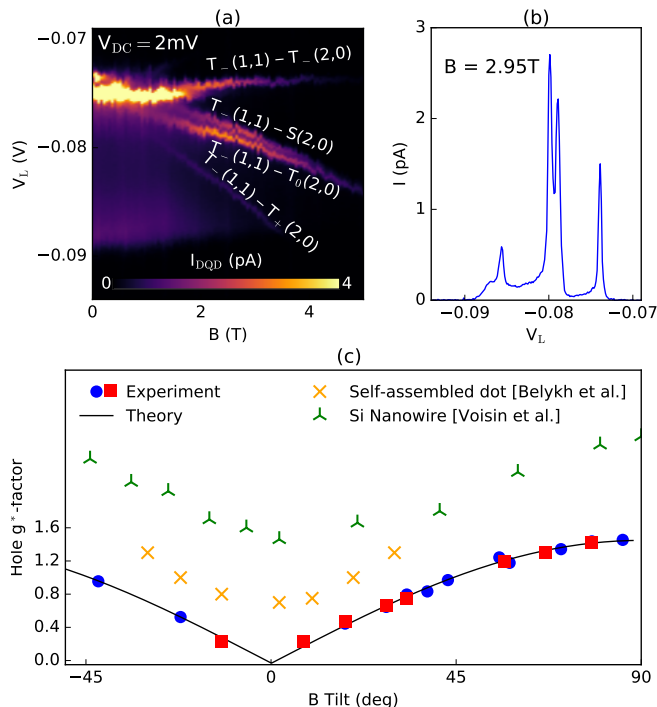 (a)
V_DC = 2mV
T_−(1,1) − T_−(2,0)
T_−(1,1) − S(2,0)
T_−(1,1) − T_0(2,0)
T_−(1,1) − T_+(2,0)
I_DQD (pA)
0
4
−0.07
−0.08
−0.09
V_L (V)
0
2
4
B (T)
(b)
B = 2.95T
3
2
1
0
I (pA)
−0.09
−0.08
−0.07
V_L
(c)
Experiment
Theory
Self-assembled dot [Belykh et al.]
Si Nanowire [Voisin et al.]
1.6
1.2
0.8
0.4
0.0
Hole g*-factor
−45
0
45
90
B Tilt (deg)